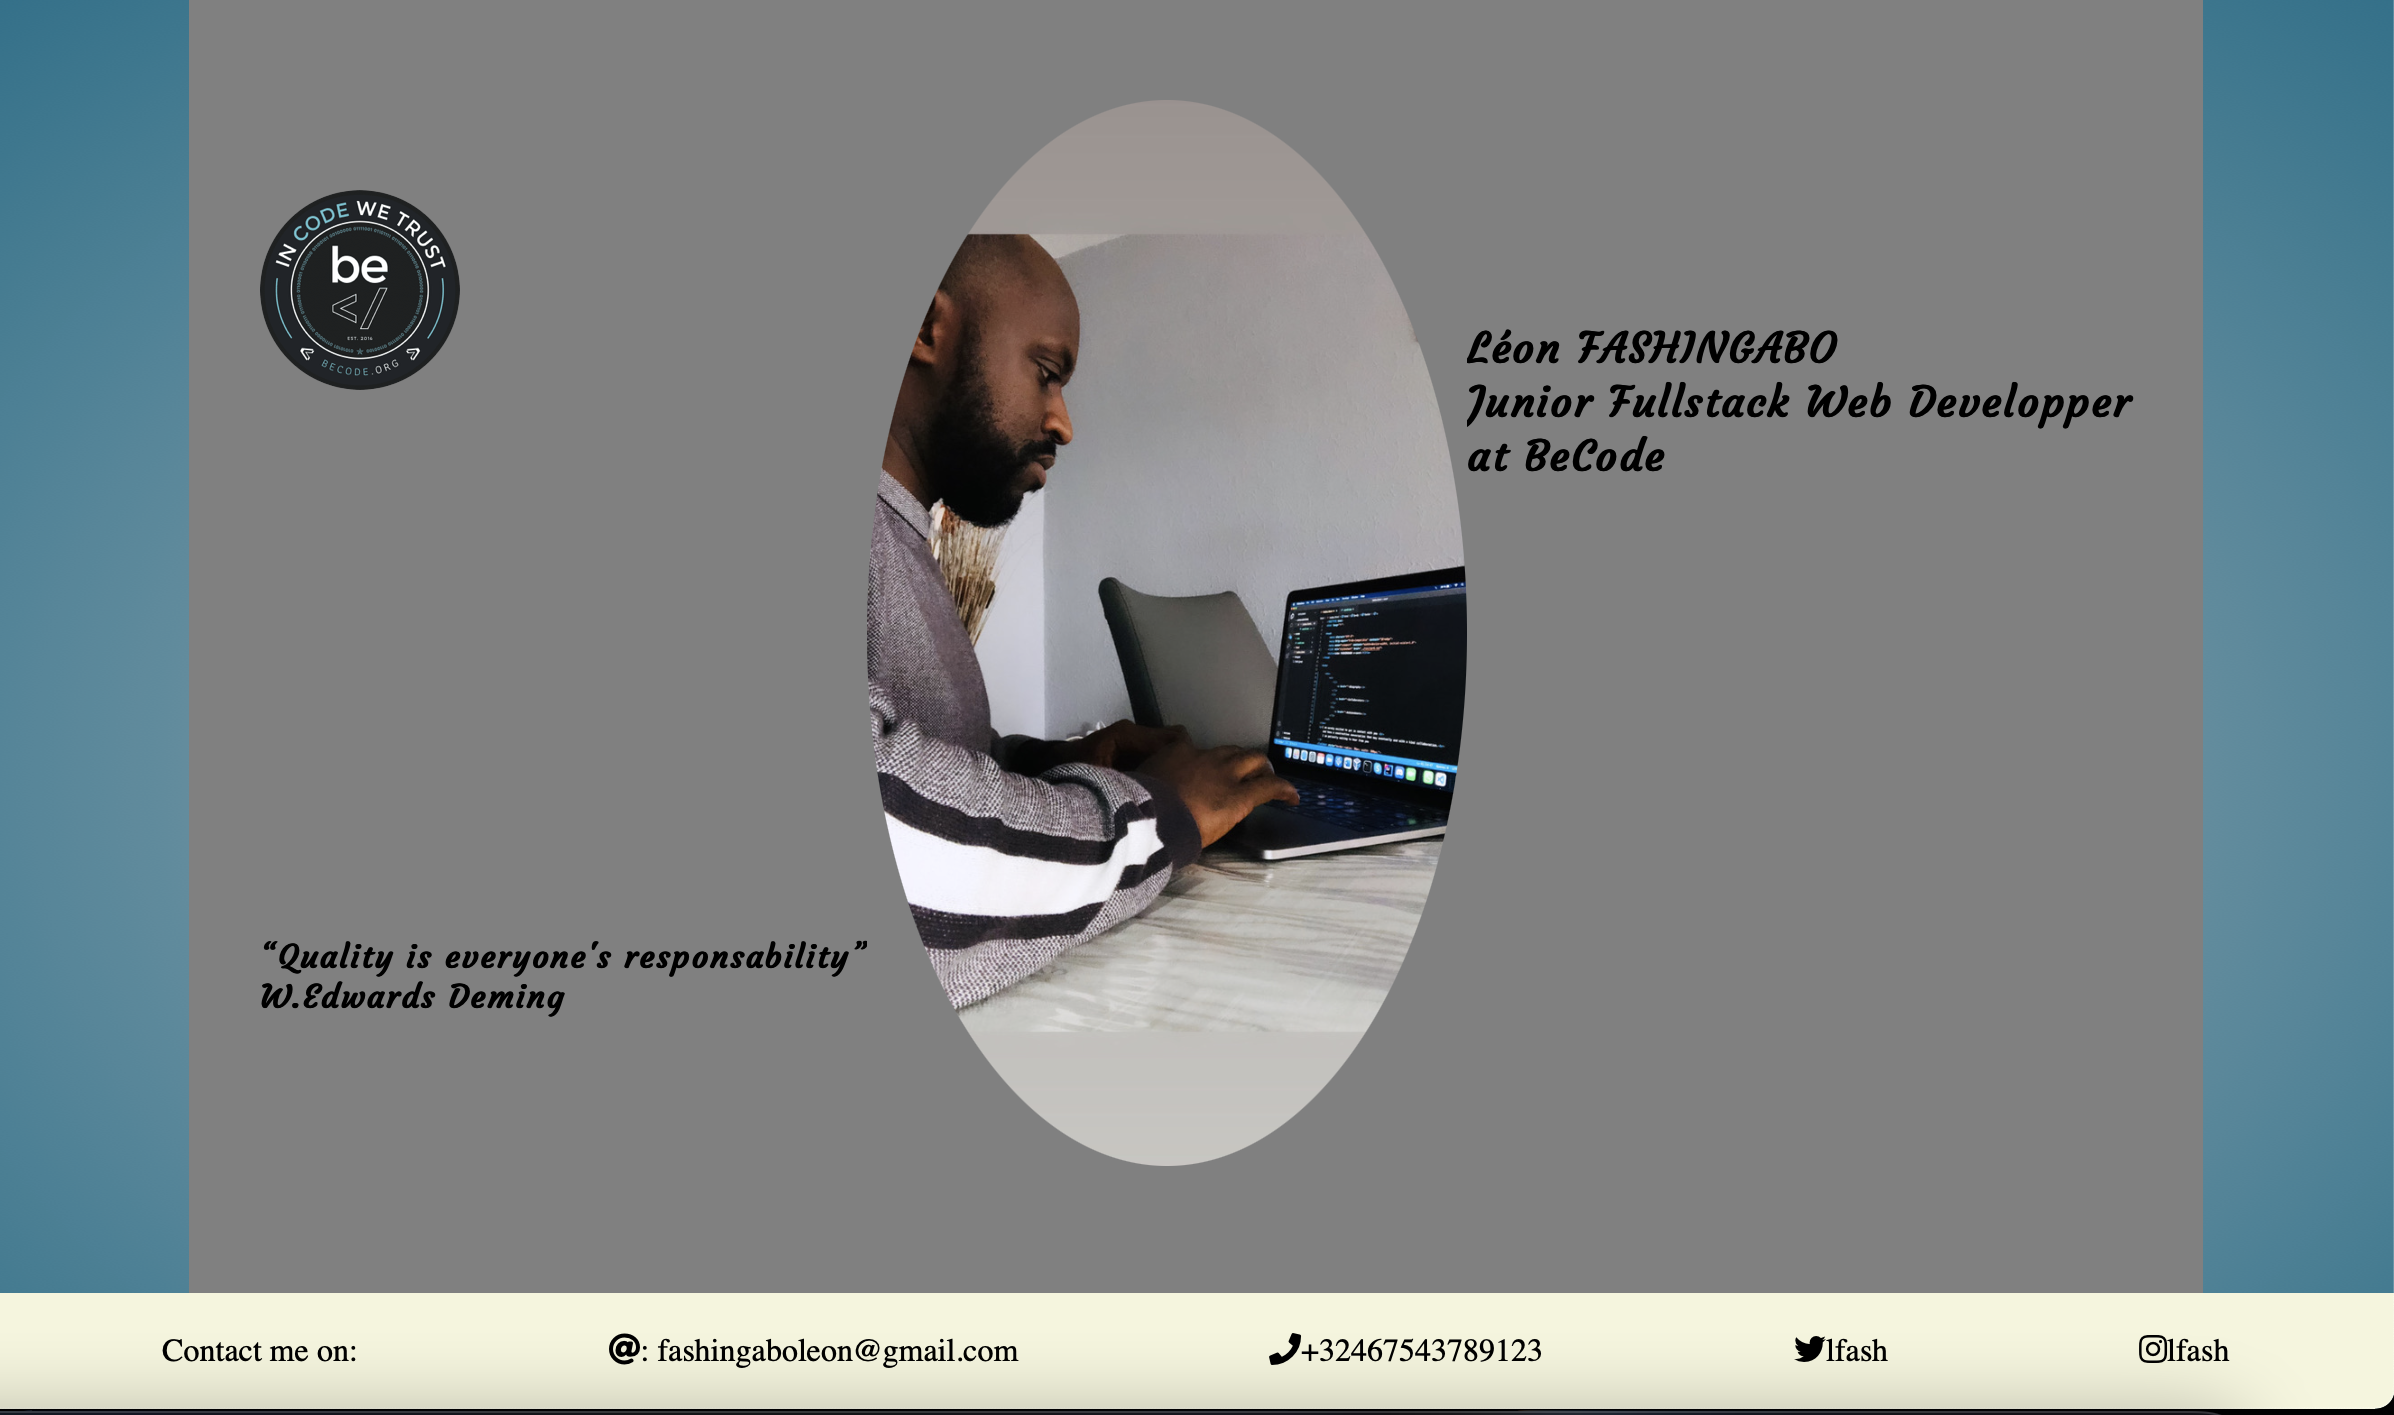 IN CODE WE TRUST
be
</
EST. 2016
BECODE.ORG
Léon FASHINGABO
Junior Fullstack Web Developper
at BeCode
“Quality is everyone's responsability”
W.Edwards Deming
Contact me on:
@: fashingaboleon@gmail.com
+32467543789123
lfash
lfash